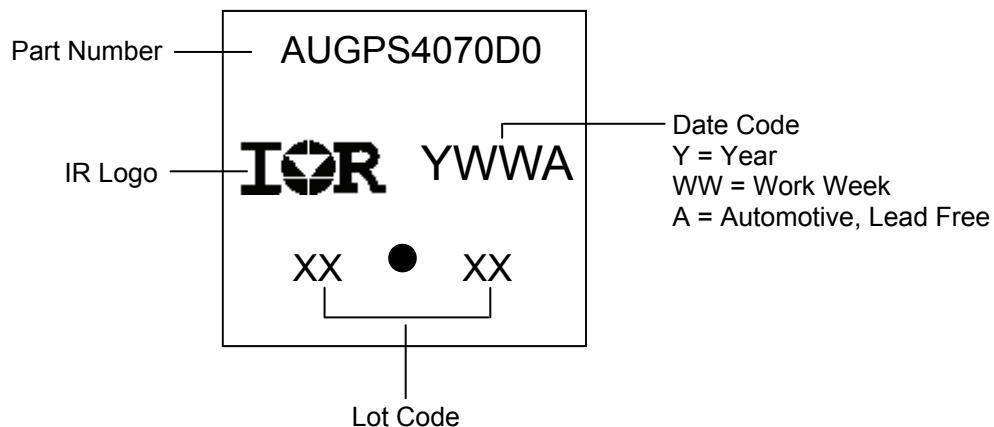 Part Number
AUGPS4070D0
IR Logo
IOR
YWWA
Date Code
Y = Year
WW = Work Week
A = Automotive, Lead Free
XX
XX
Lot Code